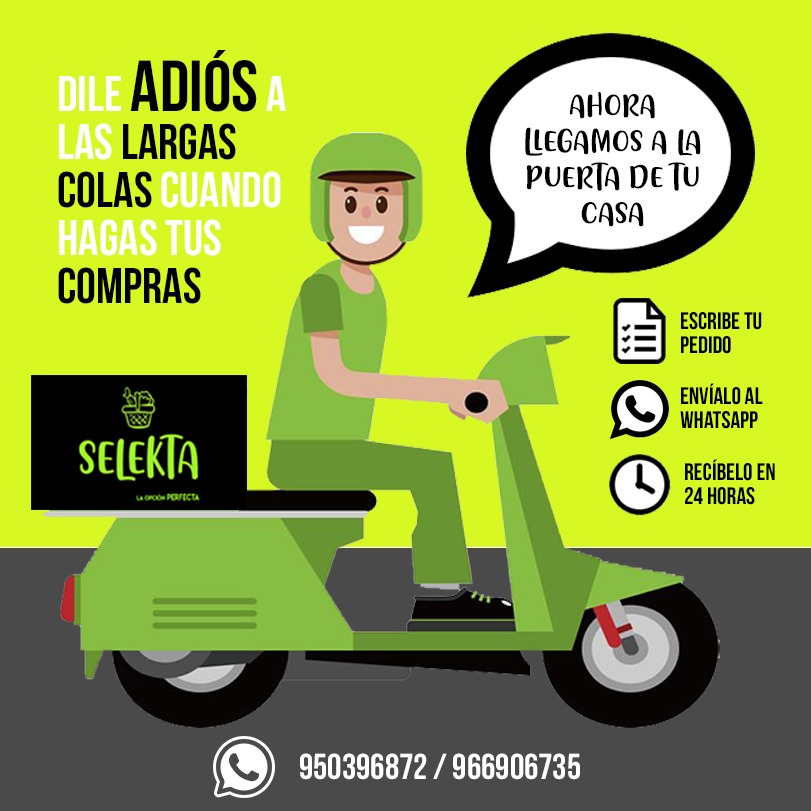 DILE ADIÓS A
LAS LARGAS
COLAS CUANDO
HAGAS TUS
COMPRAS
AHORA
LLEGAMOS A LA
PUERTA DE TU
CASA
ESCRIBE TU
PEDIDO
ENVÍALO AL
WHATSAPP
RECÍBELO EN
24 HORAS
SELEKTA
LA OPCIÓN PERFECTA
950396872 / 966906735